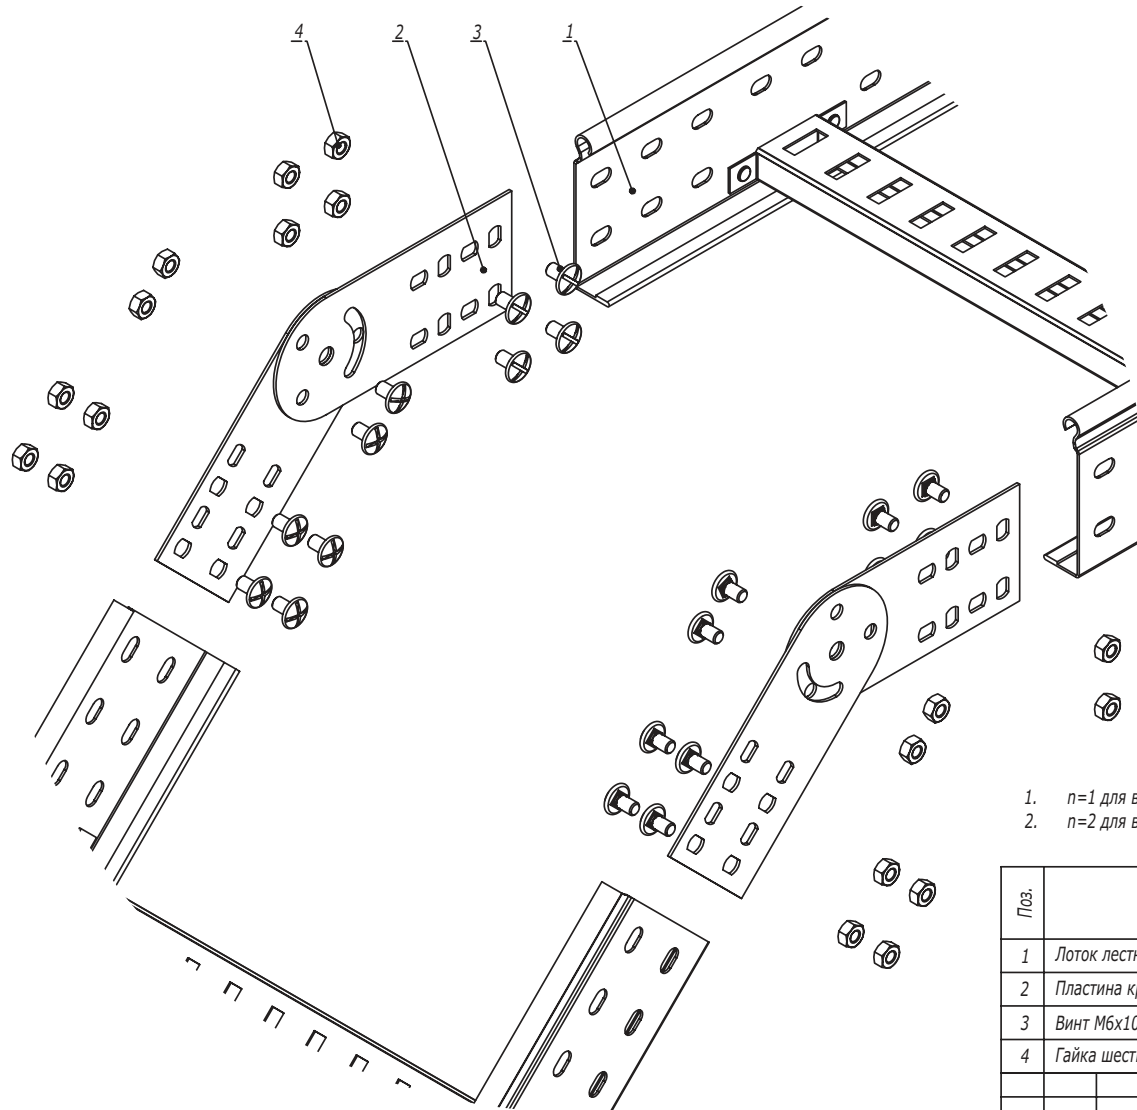 4 2 3 1
1. n=1 для в
2. n=2 для в
Поз.
1 Лоток лестн
2 Пластина кр
3 Винт М6х10
4 Гайка шест